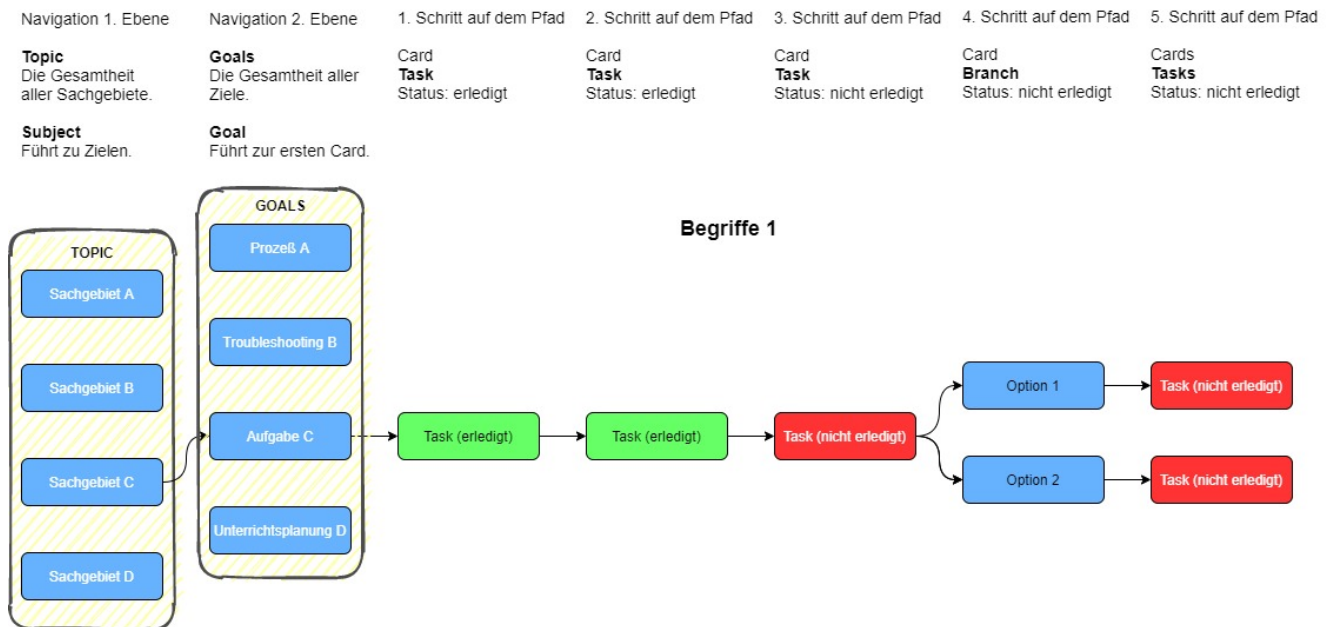 Navigation 1. Ebene
Topic
Die Gesamtheit
aller Sachgebiete.
Subject
Führt zu Zielen.
Navigation 2. Ebene
Goals
Die Gesamtheit aller
Ziele.
Goal
Führt zur ersten Card.
1. Schritt auf dem Pfad
Card
Task
Status: erledigt
2. Schritt auf dem Pfad
Card
Task
Status: erledigt
3. Schritt auf dem Pfad
Card
Task
Status: nicht erledigt
4. Schritt auf dem Pfad
Card
Branch
Status: nicht erledigt
5. Schritt auf dem Pfad
Cards
Tasks
Status: nicht erledigt
Begriffe 1
TOPIC
Sachgebiet A
Sachgebiet B
Sachgebiet C
Sachgebiet D
GOALS
Prozeß A
Troubleshooting B
Aufgabe C
Unterrichtsplanung D
Task (erledigt)
Task (erledigt)
Task (nicht erledigt)
Option 1
Task (nicht erledigt)
Option 2
Task (nicht erledigt)